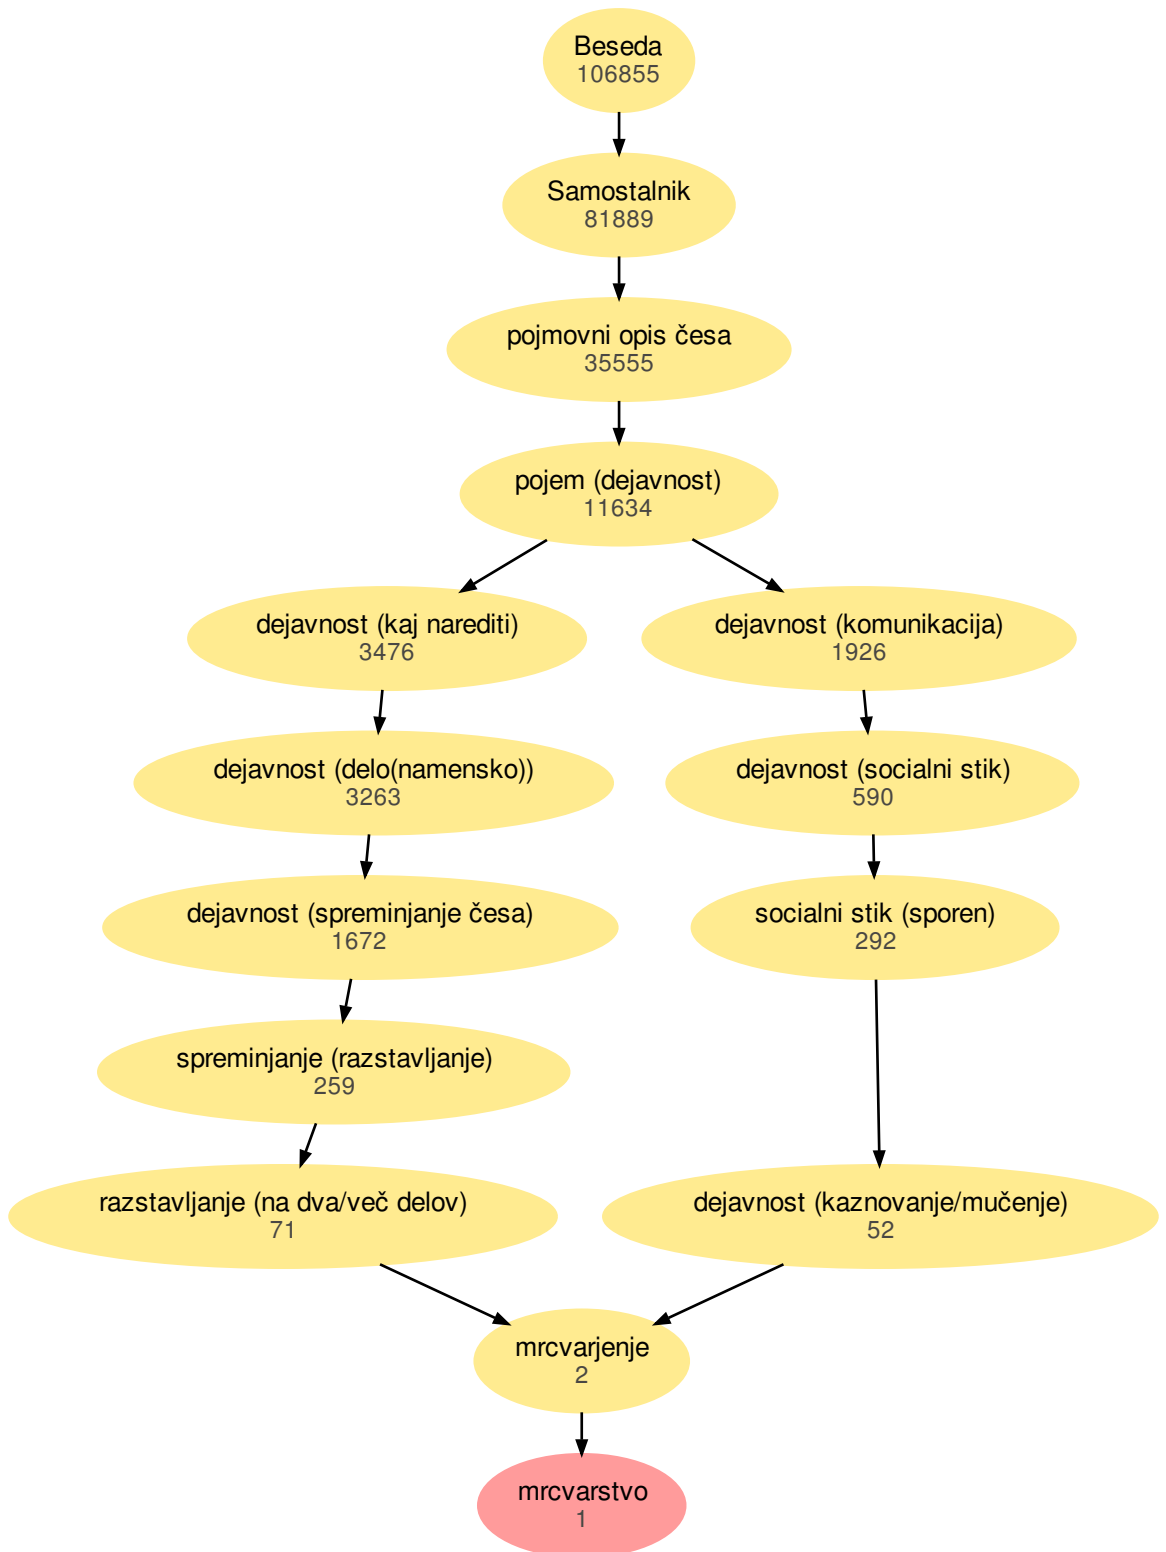 Beseda
106855
Samostalnik
81889
pojmovni opis česa
35555
pojem (dejavnost)
11634
dejavnost (kaj narediti)
3476
dejavnost (komunikacija)
1926
dejavnost (delo(namensko))
3263
dejavnost (socialni stik)
590
dejavnost (spreminjanje česa)
1672
socialni stik (sporen)
292
spreminjanje (razstavljanje)
259
razstavljanje (na dva/več delov)
71
dejavnost (kaznovanje/mučenje)
52
mrcvarjenje
2
mrcvarstvo
1